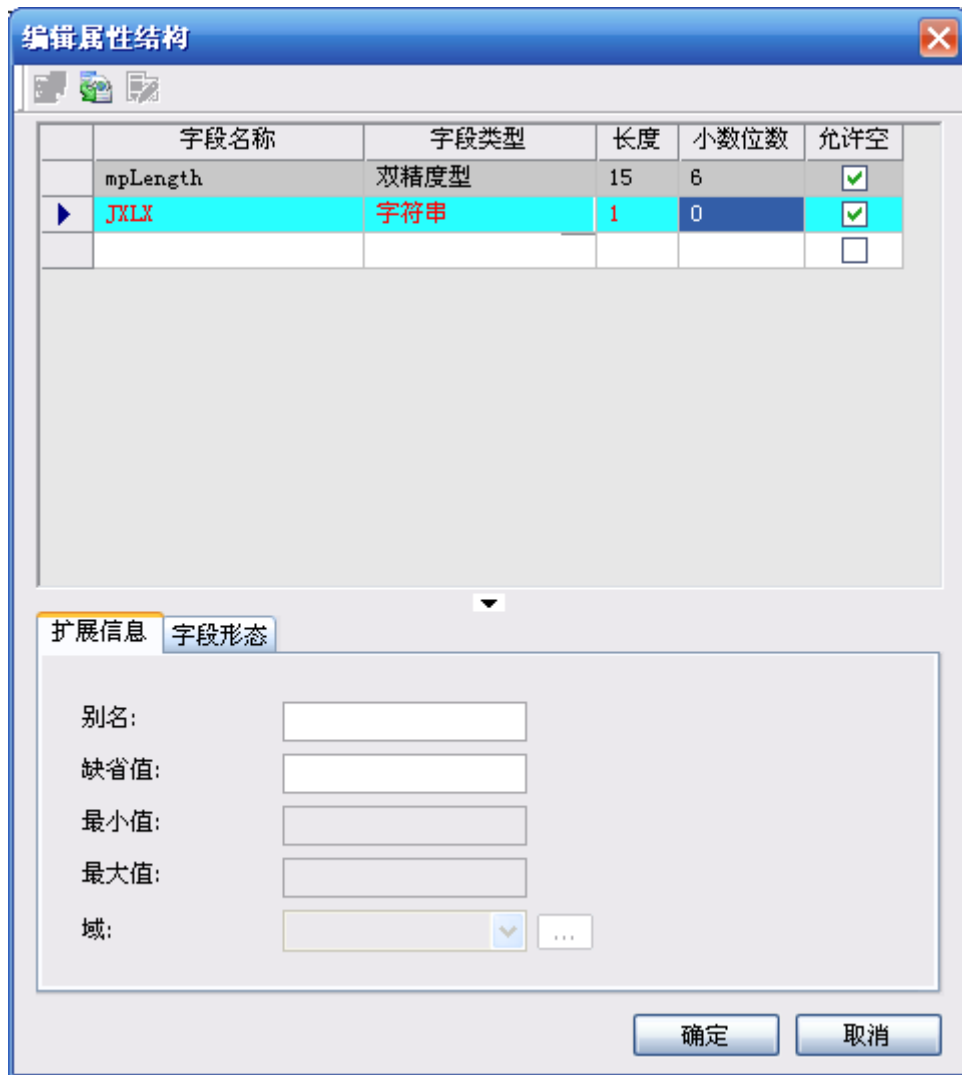 编辑属性结构
字段名称 字段类型 长度 小数位数 允许空
mpLength 双精度型 15 6
JXLX 字符串 1 0
扩展信息 字段形态
别名:
缺省值:
最小值:
最大值:
域: ...
确定 取消